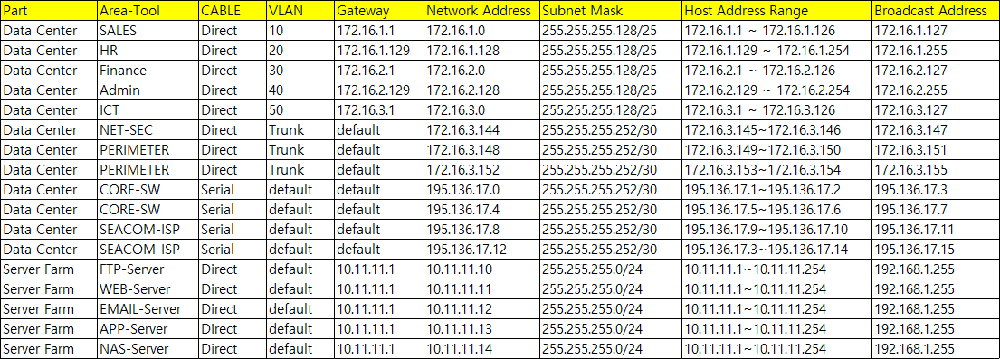 Part Area-Tool CABLE VLAN Gateway Network Address Subnet Mask Host Address Range Broadcast Address
Data Center SALES Direct 10 172.16.1.1 172.16.1.0 255.255.255.128/25 172.16.1.1 ~ 172.16.1.126 172.16.1.127
Data Center HR Direct 20 172.16.1.129 172.16.1.128 255.255.255.128/25 172.16.1.129 ~ 172.16.1.254 172.16.1.255
Data Center Finance Direct 30 172.16.2.1 172.16.2.0 255.255.255.128/25 172.16.2.1 ~ 172.16.2.126 172.16.2.127
Data Center Admin Direct 40 172.16.2.129 172.16.2.128 255.255.255.128/25 172.16.2.129 ~ 172.16.2.254 172.16.2.255
Data Center ICT Direct 50 172.16.3.1 172.16.3.0 255.255.255.128/25 172.16.3.1 ~ 172.16.3.126 172.16.3.127
Data Center NET-SEC Direct Trunk default 172.16.3.144 255.255.255.252/30 172.16.3.145~172.16.3.146 172.16.3.147
Data Center PERIMETER Direct Trunk default 172.16.3.148 255.255.255.252/30 172.16.3.149~172.16.3.150 172.16.3.151
Data Center PERIMETER Direct Trunk default 172.16.3.152 255.255.255.252/30 172.16.3.153~172.16.3.154 172.16.3.155
Data Center CORE-SW Serial default default 195.136.17.0 255.255.255.252/30 195.136.17.1~195.136.17.2 195.136.17.3
Data Center CORE-SW Serial default default 195.136.17.4 255.255.255.252/30 195.136.17.5~195.136.17.6 195.136.17.7
Data Center SEACOM-ISP Serial default default 195.136.17.8 255.255.255.252/30 195.136.17.9~195.136.17.10 195.136.17.11
Data Center SEACOM-ISP Serial default default 195.136.17.12 255.255.255.252/30 195.136.17.3~195.136.17.14 195.136.17.15
Server Farm FTP-Server Direct default 10.11.11.1 10.11.11.10 255.255.255.0/24 10.11.11.1~10.11.11.254 192.168.1.255
Server Farm WEB-Server Direct default 10.11.11.1 10.11.11.11 255.255.255.0/24 10.11.11.1~10.11.11.254 192.168.1.255
Server Farm EMAIL-Server Direct default 10.11.11.1 10.11.11.12 255.255.255.0/24 10.11.11.1~10.11.11.254 192.168.1.255
Server Farm APP-Server Direct default 10.11.11.1 10.11.11.13 255.255.255.0/24 10.11.11.1~10.11.11.254 192.168.1.255
Server Farm NAS-Server Direct default 10.11.11.1 10.11.11.14 255.255.255.0/24 10.11.11.1~10.11.11.254 192.168.1.255